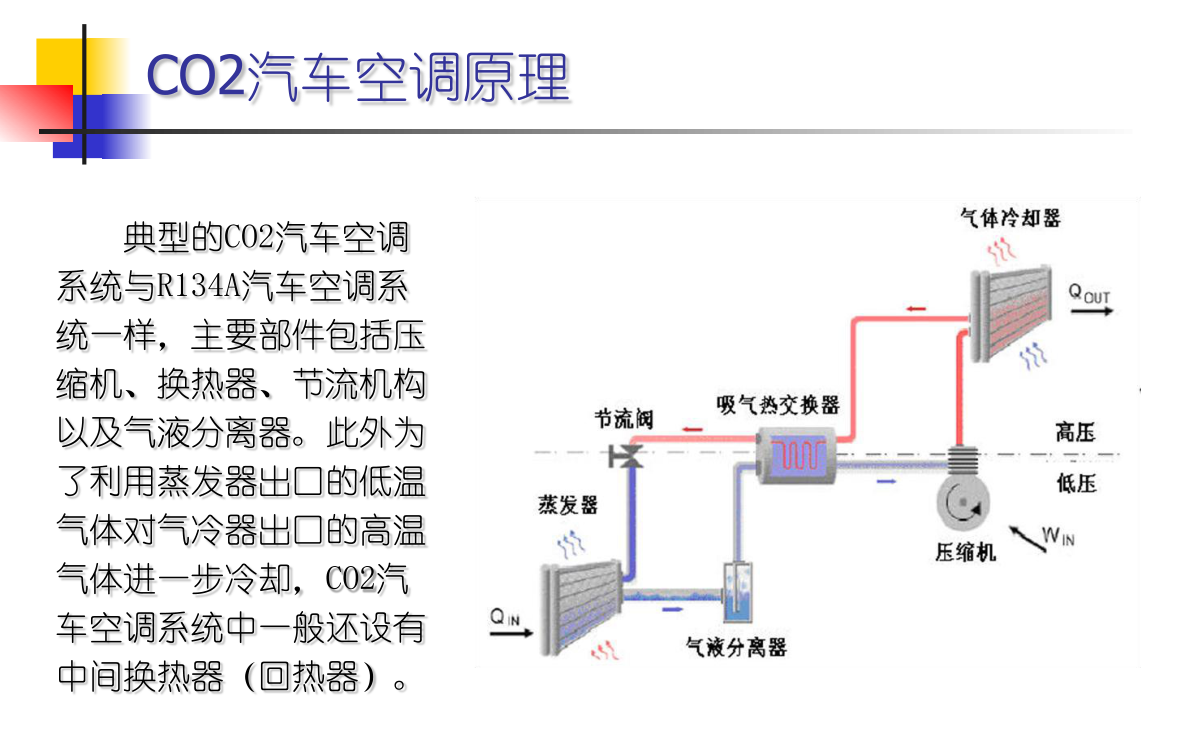 CO2汽车空调原理
典型的CO2汽车空调
系统与R134A汽车空调系
统一样，主要部件包括压
缩机、换热器、节流机构
以及气液分离器。此外为
了利用蒸发器出口的低温
气体对气冷器出口的高温
气体进一步冷却，CO2汽
车空调系统中一般还设有
中间换热器（回热器）。
气体冷却器
Q OUT
吸气热交换器
节流阀
高压
低压
蒸发器
压缩机
W IN
Q IN
气液分离器